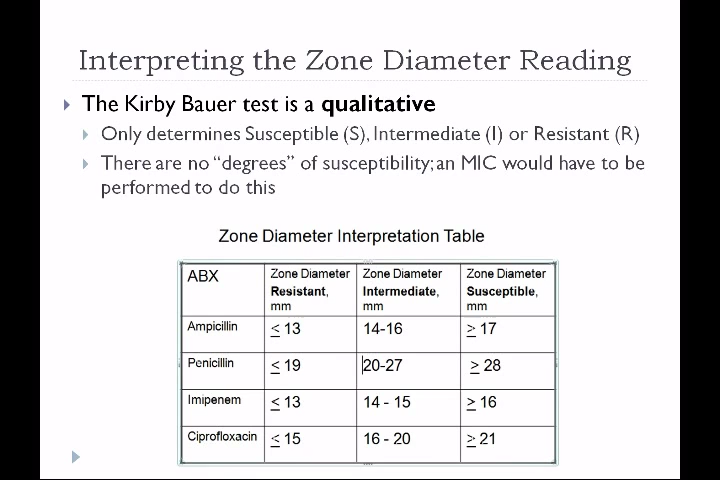 Interpreting the Zone Diameter Reading
The Kirby Bauer test is a qualitative
Only determines Susceptible (S), Intermediate (I) or Resistant (R)
There are no “degrees” of susceptibility; an MIC would have to be
performed to do this
Zone Diameter Interpretation Table
ABX
Zone Diameter Resistant, mm
Zone Diameter Intermediate, mm
Zone Diameter Susceptible, mm
Ampicillin ≤ 13 14-16 ≥ 17
Penicillin ≤ 19 20-27 ≥ 28
Imipenem ≤ 13 14 - 15 ≥ 16
Ciprofloxacin ≤ 15 16 - 20 ≥ 21